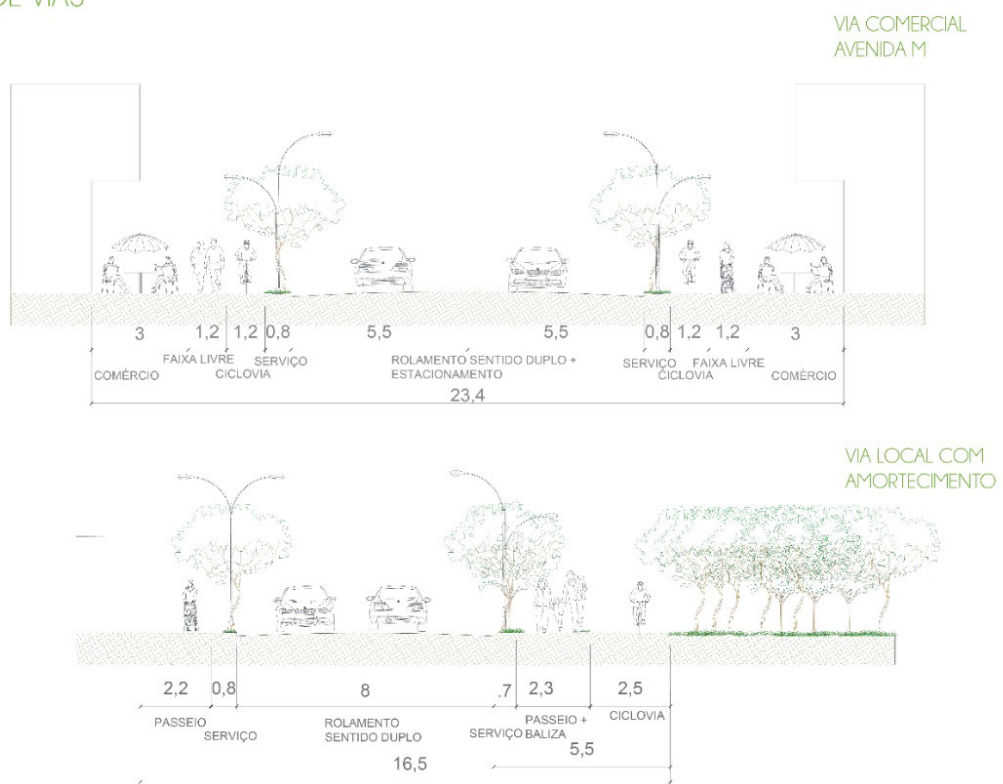 DE VIAS
VIA COMERCIAL
AVENIDA M
3
1,2
1,2
0,8
5,5
5,5
0,8
1,2
1,2
3
COMÉRCIO
FAIXA LIVRE
CICLOVIA
SERVIÇO
ROLAMENTO SENTIDO DUPLO +
ESTACIONAMENTO
SERVIÇO
CICLOVIA
FAIXA LIVRE
COMÉRCIO
23,4
VIA LOCAL COM
AMORTECIMENTO
2,2
0,8
8
.7
2,3
2,5
PASSEIO
SERVIÇO
ROLAMENTO
SENTIDO DUPLO
SERVIÇO
PASSEIO +
BALIZA
CICLOVIA
5,5
16,5